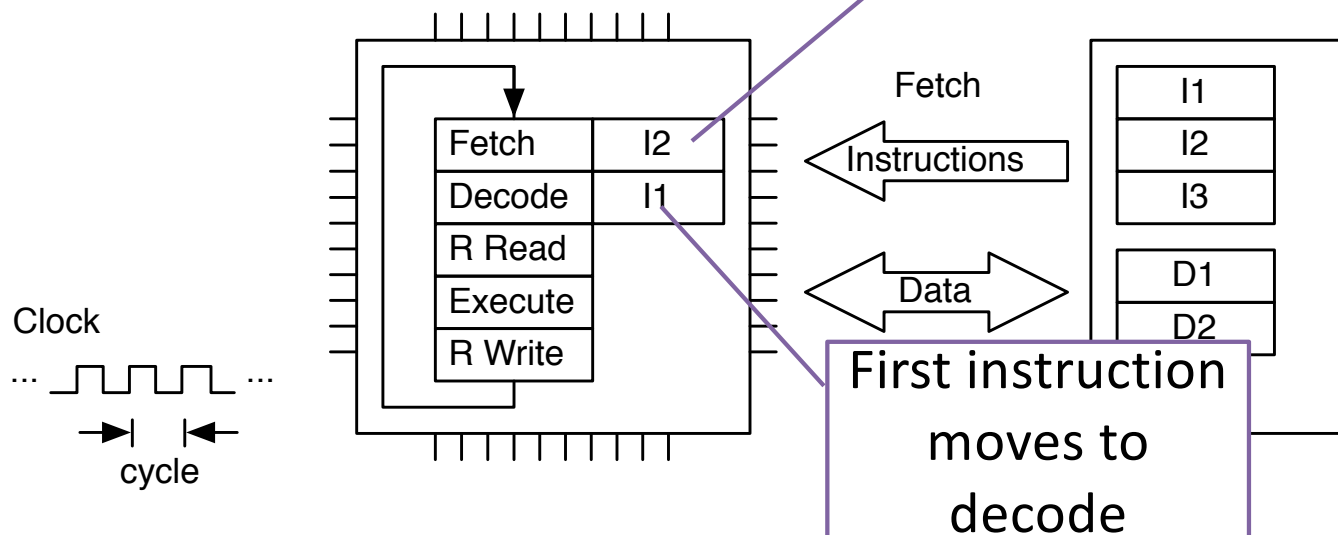 Fetch
I1
Fetch I2
Instructions
I2
Decode I1
I3
R Read
Data
D1
Execute
D2
Clock
R Write
... ...
cycle
First instruction
moves to
decode